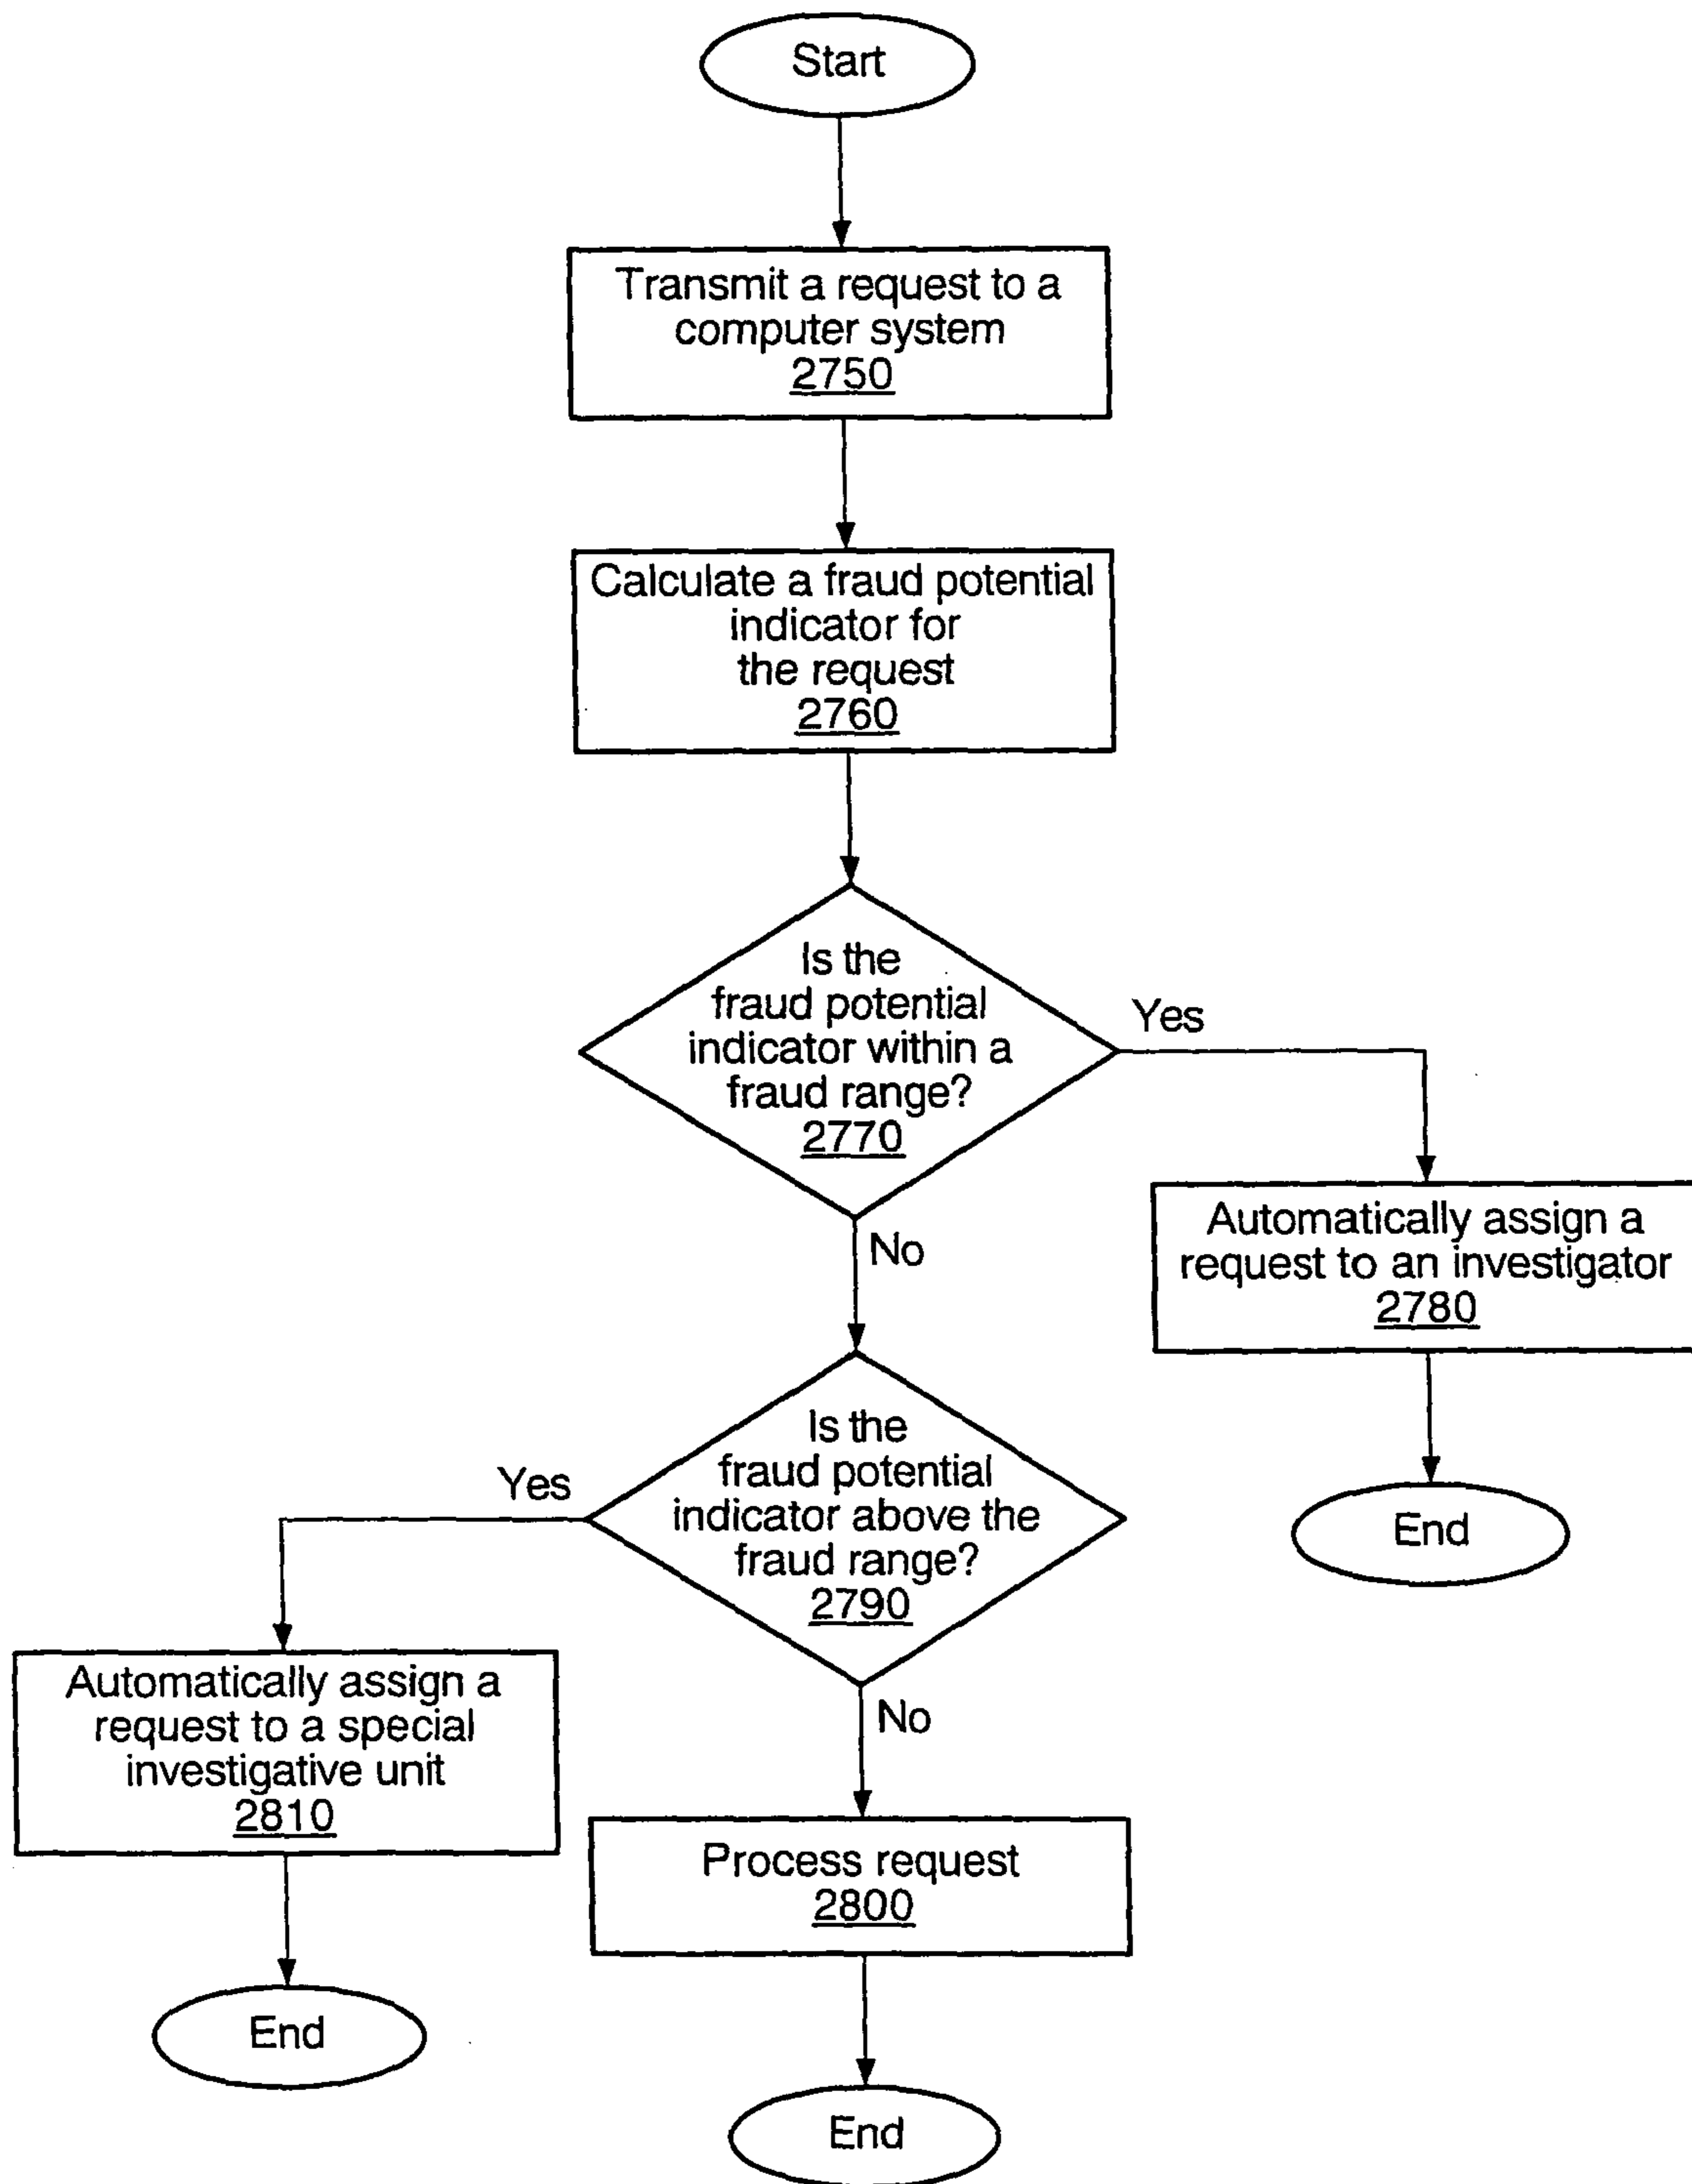 Start
Transmit a request to a
computer system
2750
Calculate a fraud potential
indicator for
the request
2760
Is the
fraud potential
indicator within a
fraud range?
2770
Yes
No
Automatically assign a
request to an investigator
2780
End
Is the
fraud potential
indicator above the
fraud range?
2790
Yes
No
Automatically assign a
request to a special
investigative unit
2810
End
Process request
2800
End